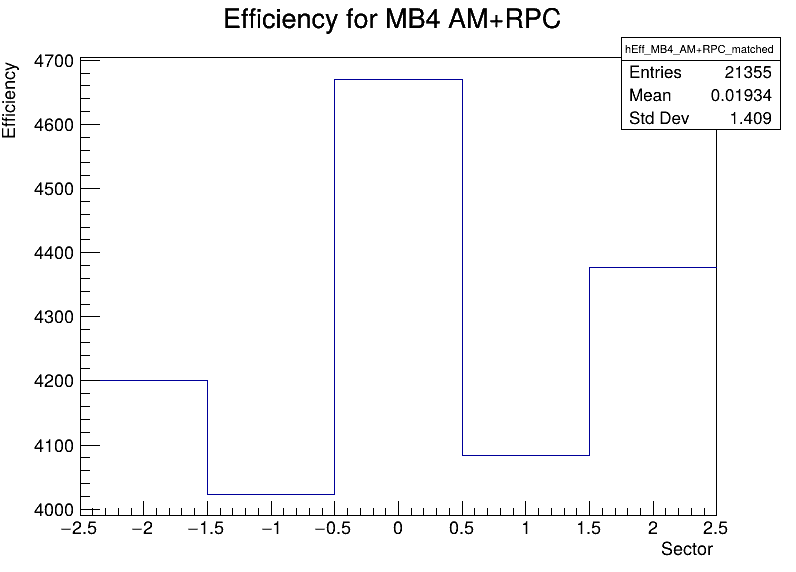 Efficiency for MB4 AM+RPC
hEff_MB4_AM+RPC_matched
Entries 21355
Mean 0.01934
Std Dev 1.409
Efficiency
4700
4600
4500
4400
4300
4200
4100
4000
−2.5 −2 −1.5 −1 −0.5 0 0.5 1 1.5 2 2.5
Sector